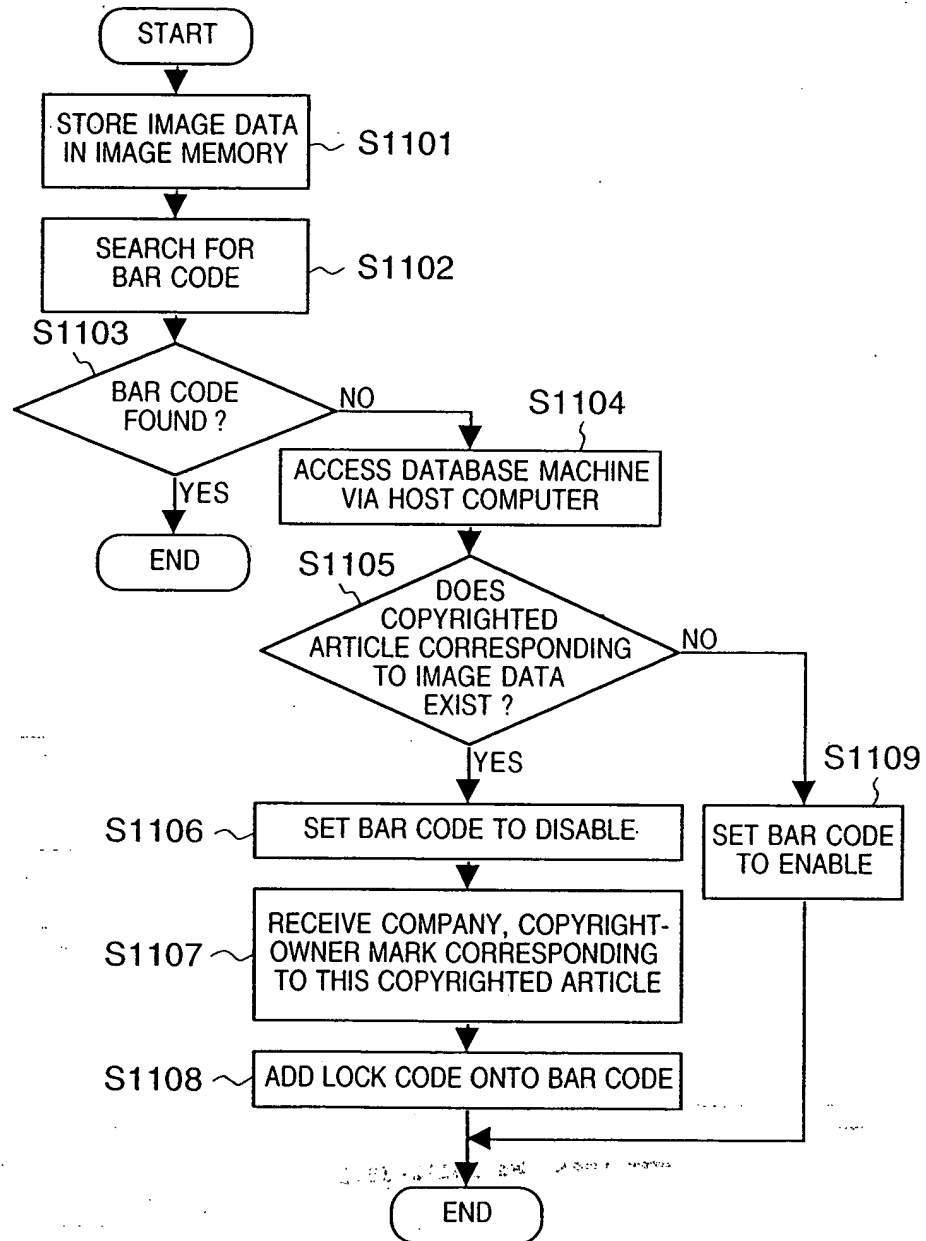 START
STORE IMAGE DATA
IN IMAGE MEMORY
S1101
SEARCH FOR
BAR CODE
S1102
S1103
BAR CODE
FOUND ?
NO
YES
END
S1104
ACCESS DATABASE MACHINE
VIA HOST COMPUTER
S1105
DOES
COPYRIGHTED
ARTICLE CORRESPONDING
TO IMAGE DATA
EXIST ?
NO
YES
S1106
SET BAR CODE TO DISABLE
S1109
SET BAR CODE
TO ENABLE
S1107
RECEIVE COMPANY, COPYRIGHT-
OWNER MARK CORRESPONDING
TO THIS COPYRIGHTED ARTICLE
S1108
ADD LOCK CODE ONTO BAR CODE
END